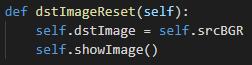 def dstImageReset(self):
    self.dstImage = self.srcBGR
    self.showImage()